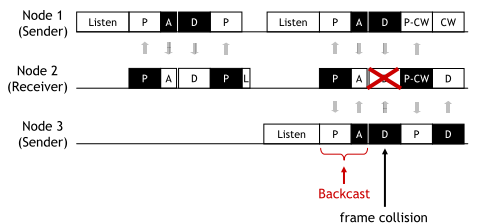 Node 1
(Sender)
Listen P A D P Listen P A D P-CW CW
Node 2
(Receiver)
P A D P L P A P-CW D
Node 3
(Sender)
Listen P A D P D
Backcast
frame collision